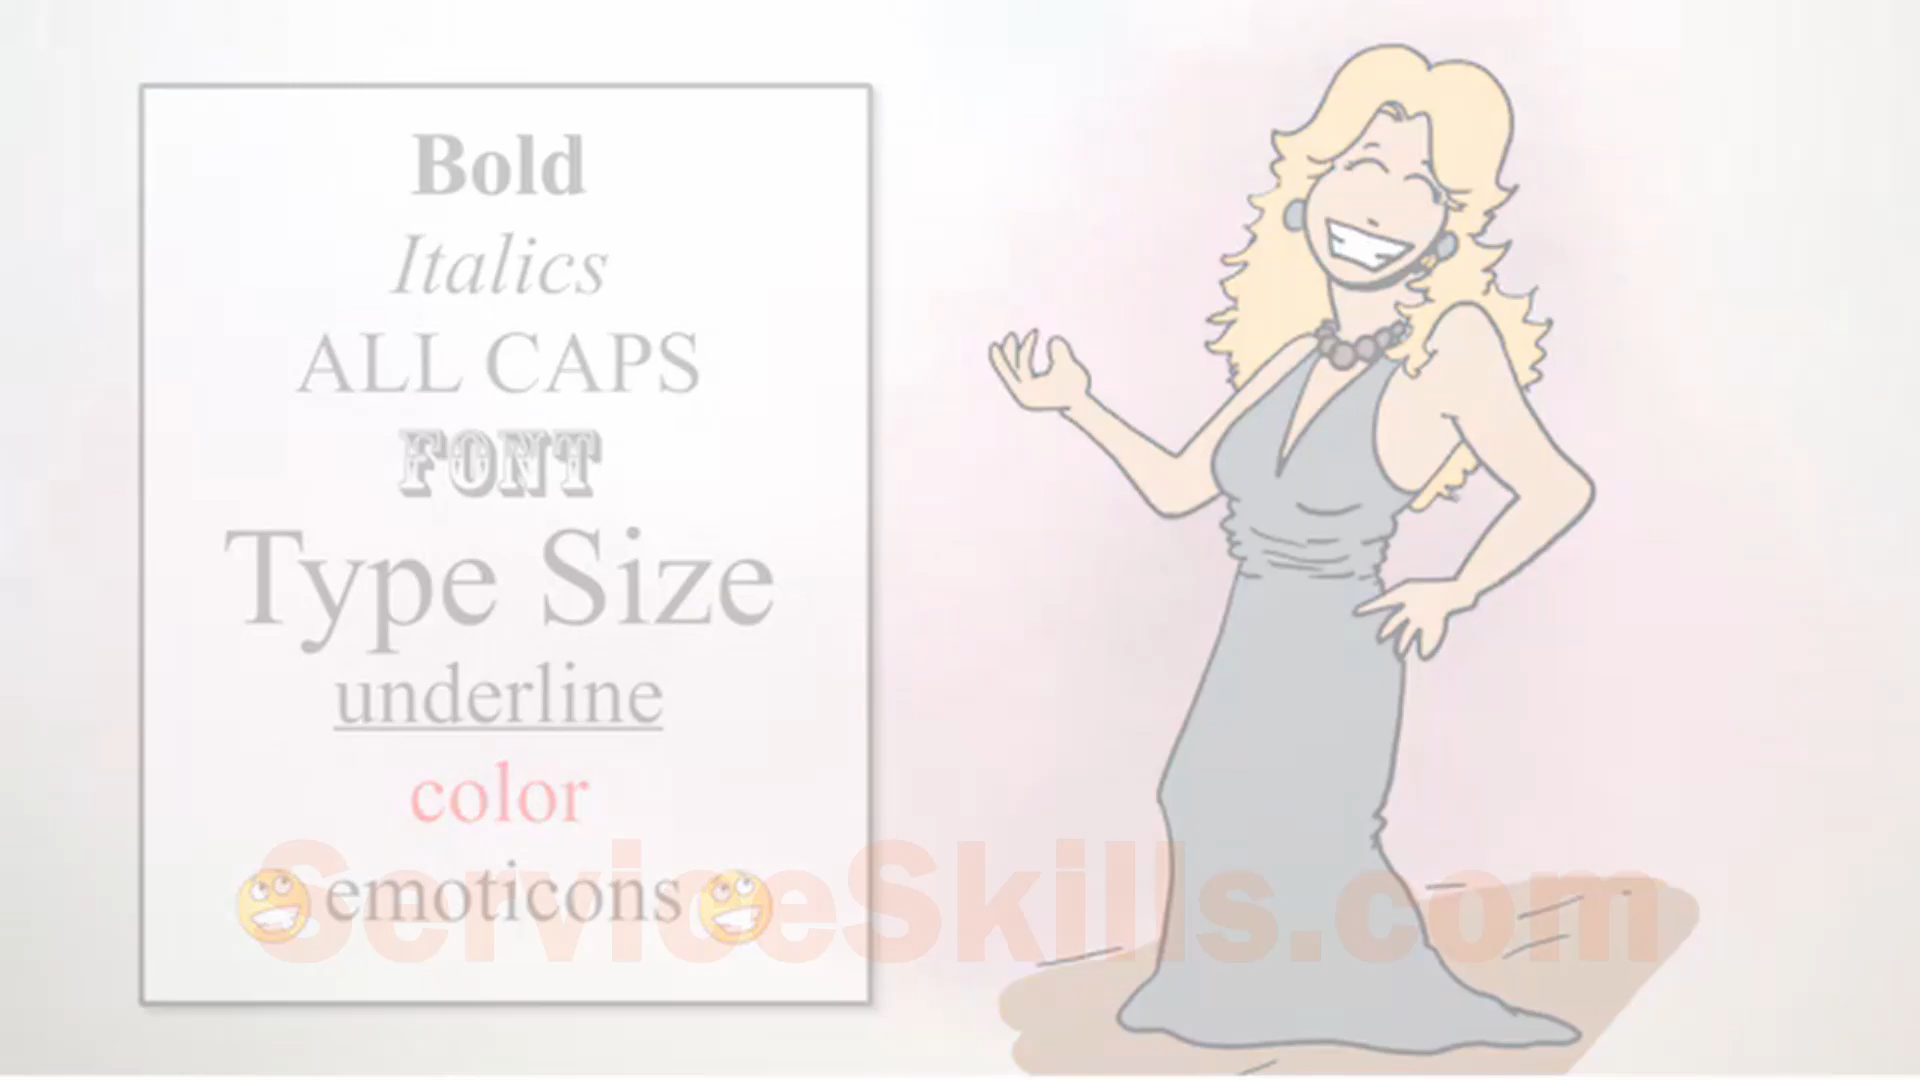 Bold
Italics
ALL CAPS
FONT
Type Size
underline
color
emoticons
ServiceSkills.com